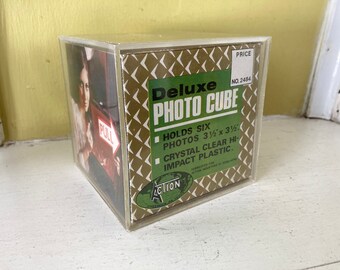 PRICE
NO. 2484
Deluxe
PHOTO CUBE
HOLDS SIX
PHOTOS 3½" x 3½"
CRYSTAL CLEAR HI-
IMPACT PLASTIC
ACTION